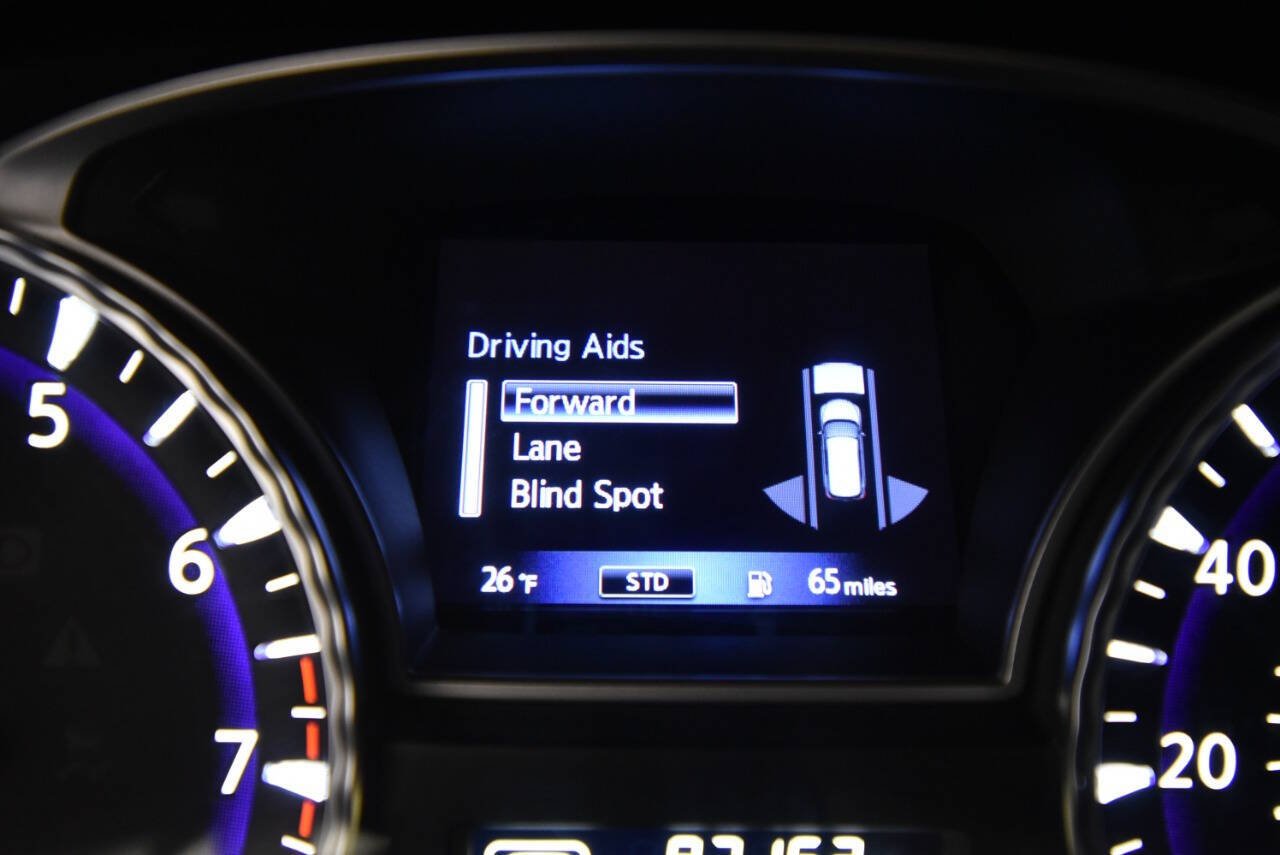 Driving Aids
Forward
Lane
Blind Spot
26 °F
STD
65 miles
5
6
7
40
20